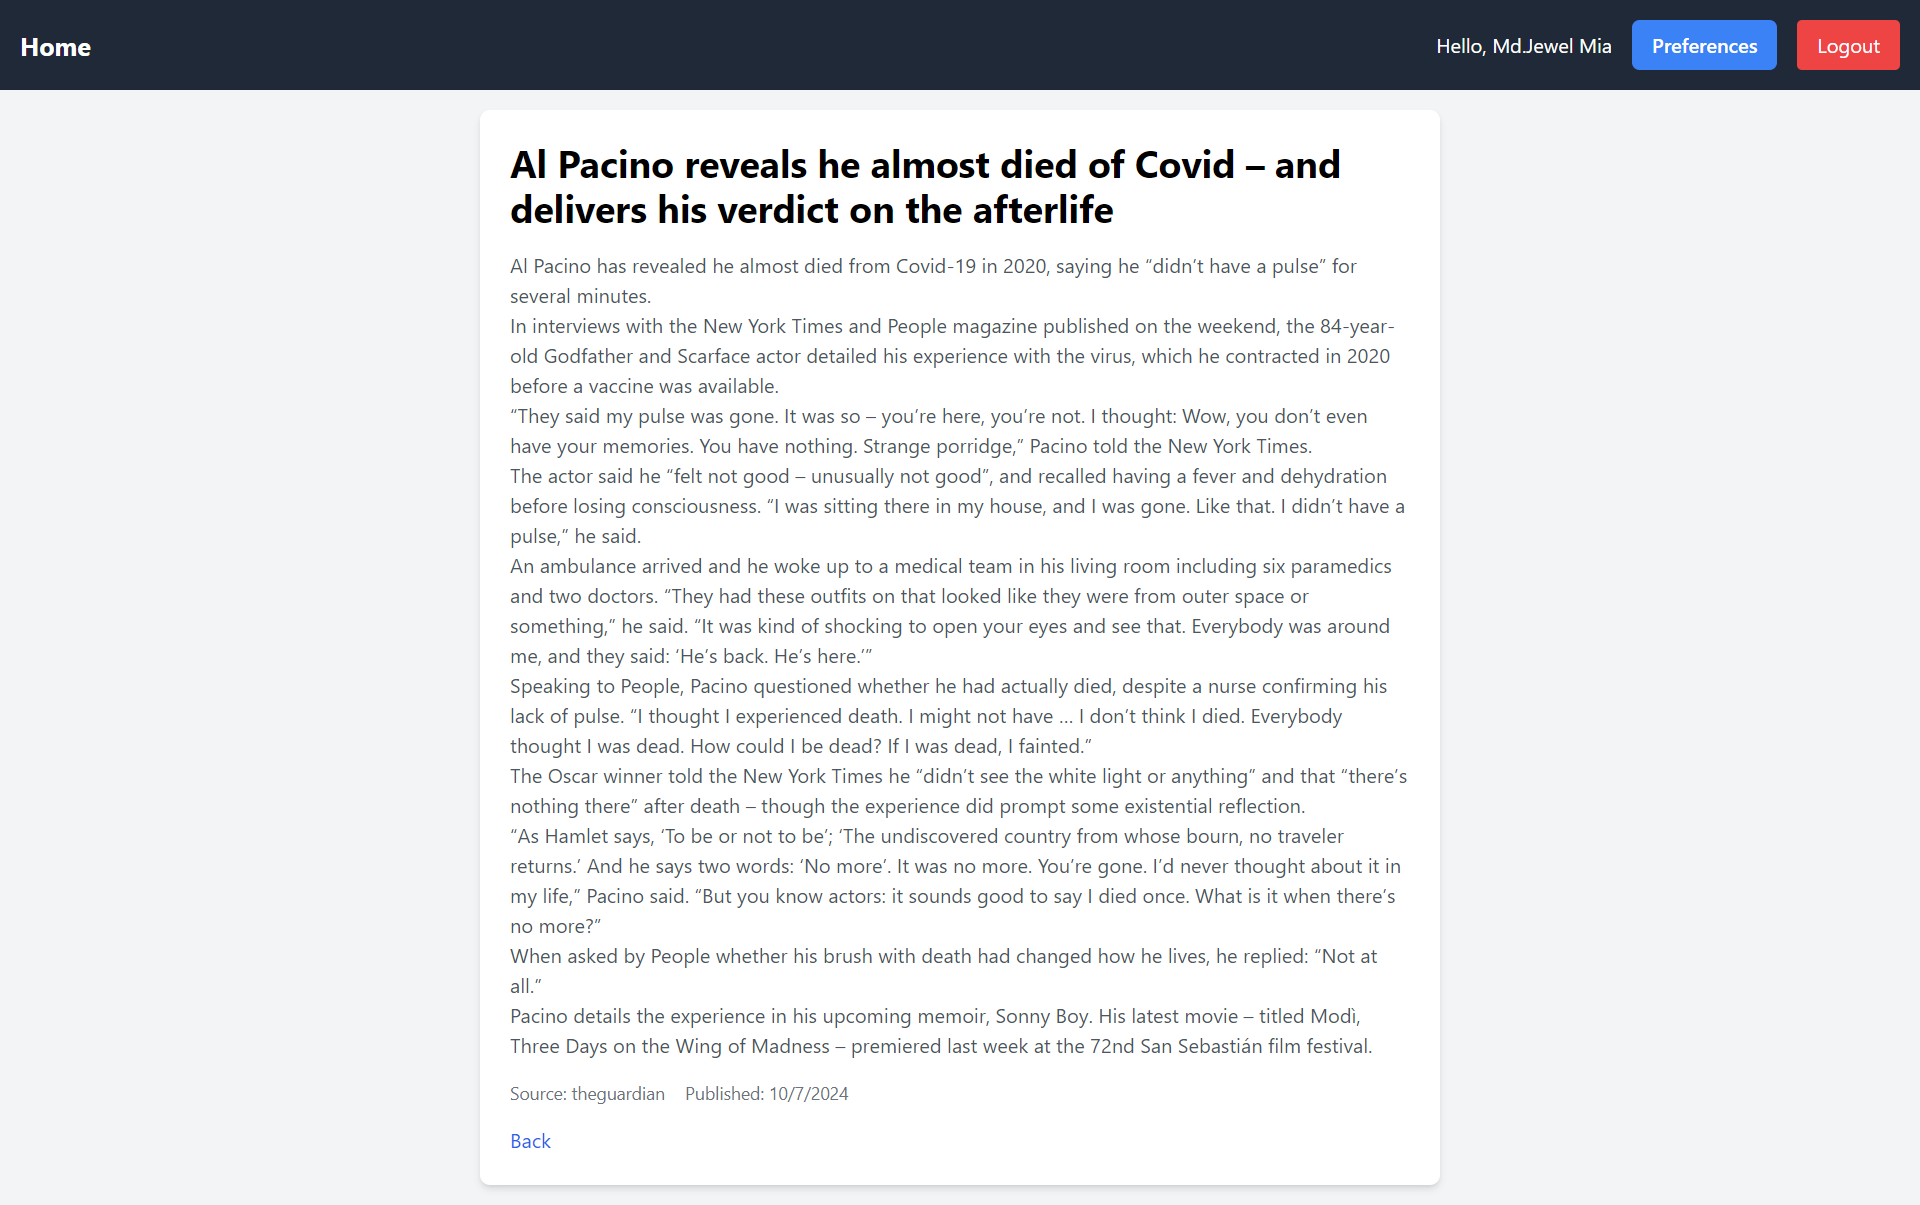 Home
Hello, Md.Jewel Mia
Preferences
Logout
Al Pacino reveals he almost died of Covid – and
delivers his verdict on the afterlife
Al Pacino has revealed he almost died from Covid-19 in 2020, saying he “didn’t have a pulse” for
several minutes.
In interviews with the New York Times and People magazine published on the weekend, the 84-year-
old Godfather and Scarface actor detailed his experience with the virus, which he contracted in 2020
before a vaccine was available.
“They said my pulse was gone. It was so – you’re here, you’re not. I thought: Wow, you don’t even
have your memories. You have nothing. Strange porridge,” Pacino told the New York Times.
The actor said he “felt not good – unusually not good”, and recalled having a fever and dehydration
before losing consciousness. “I was sitting there in my house, and I was gone. Like that. I didn’t have a
pulse,” he said.
An ambulance arrived and he woke up to a medical team in his living room including six paramedics
and two doctors. “They had these outfits on that looked like they were from outer space or
something,” he said. “It was kind of shocking to open your eyes and see that. Everybody was around
me, and they said: ‘He’s back. He’s here.’”
Speaking to People, Pacino questioned whether he had actually died, despite a nurse confirming his
lack of pulse. “I thought I experienced death. I might not have … I don’t think I died. Everybody
thought I was dead. How could I be dead? If I was dead, I fainted.”
The Oscar winner told the New York Times he “didn’t see the white light or anything” and that “there’s
nothing there” after death – though the experience did prompt some existential reflection.
“As Hamlet says, ‘To be or not to be’; ‘The undiscovered country from whose bourn, no traveler
returns.’ And he says two words: ‘No more’. It was no more. You’re gone. I’d never thought about it in
my life,” Pacino said. “But you know actors: it sounds good to say I died once. What is it when there’s
no more?”
When asked by People whether his brush with death had changed how he lives, he replied: “Not at
all.”
Pacino details the experience in his upcoming memoir, Sonny Boy. His latest movie – titled Modì,
Three Days on the Wing of Madness – premiered last week at the 72nd San Sebastián film festival.
Source: theguardian Published: 10/7/2024
Back